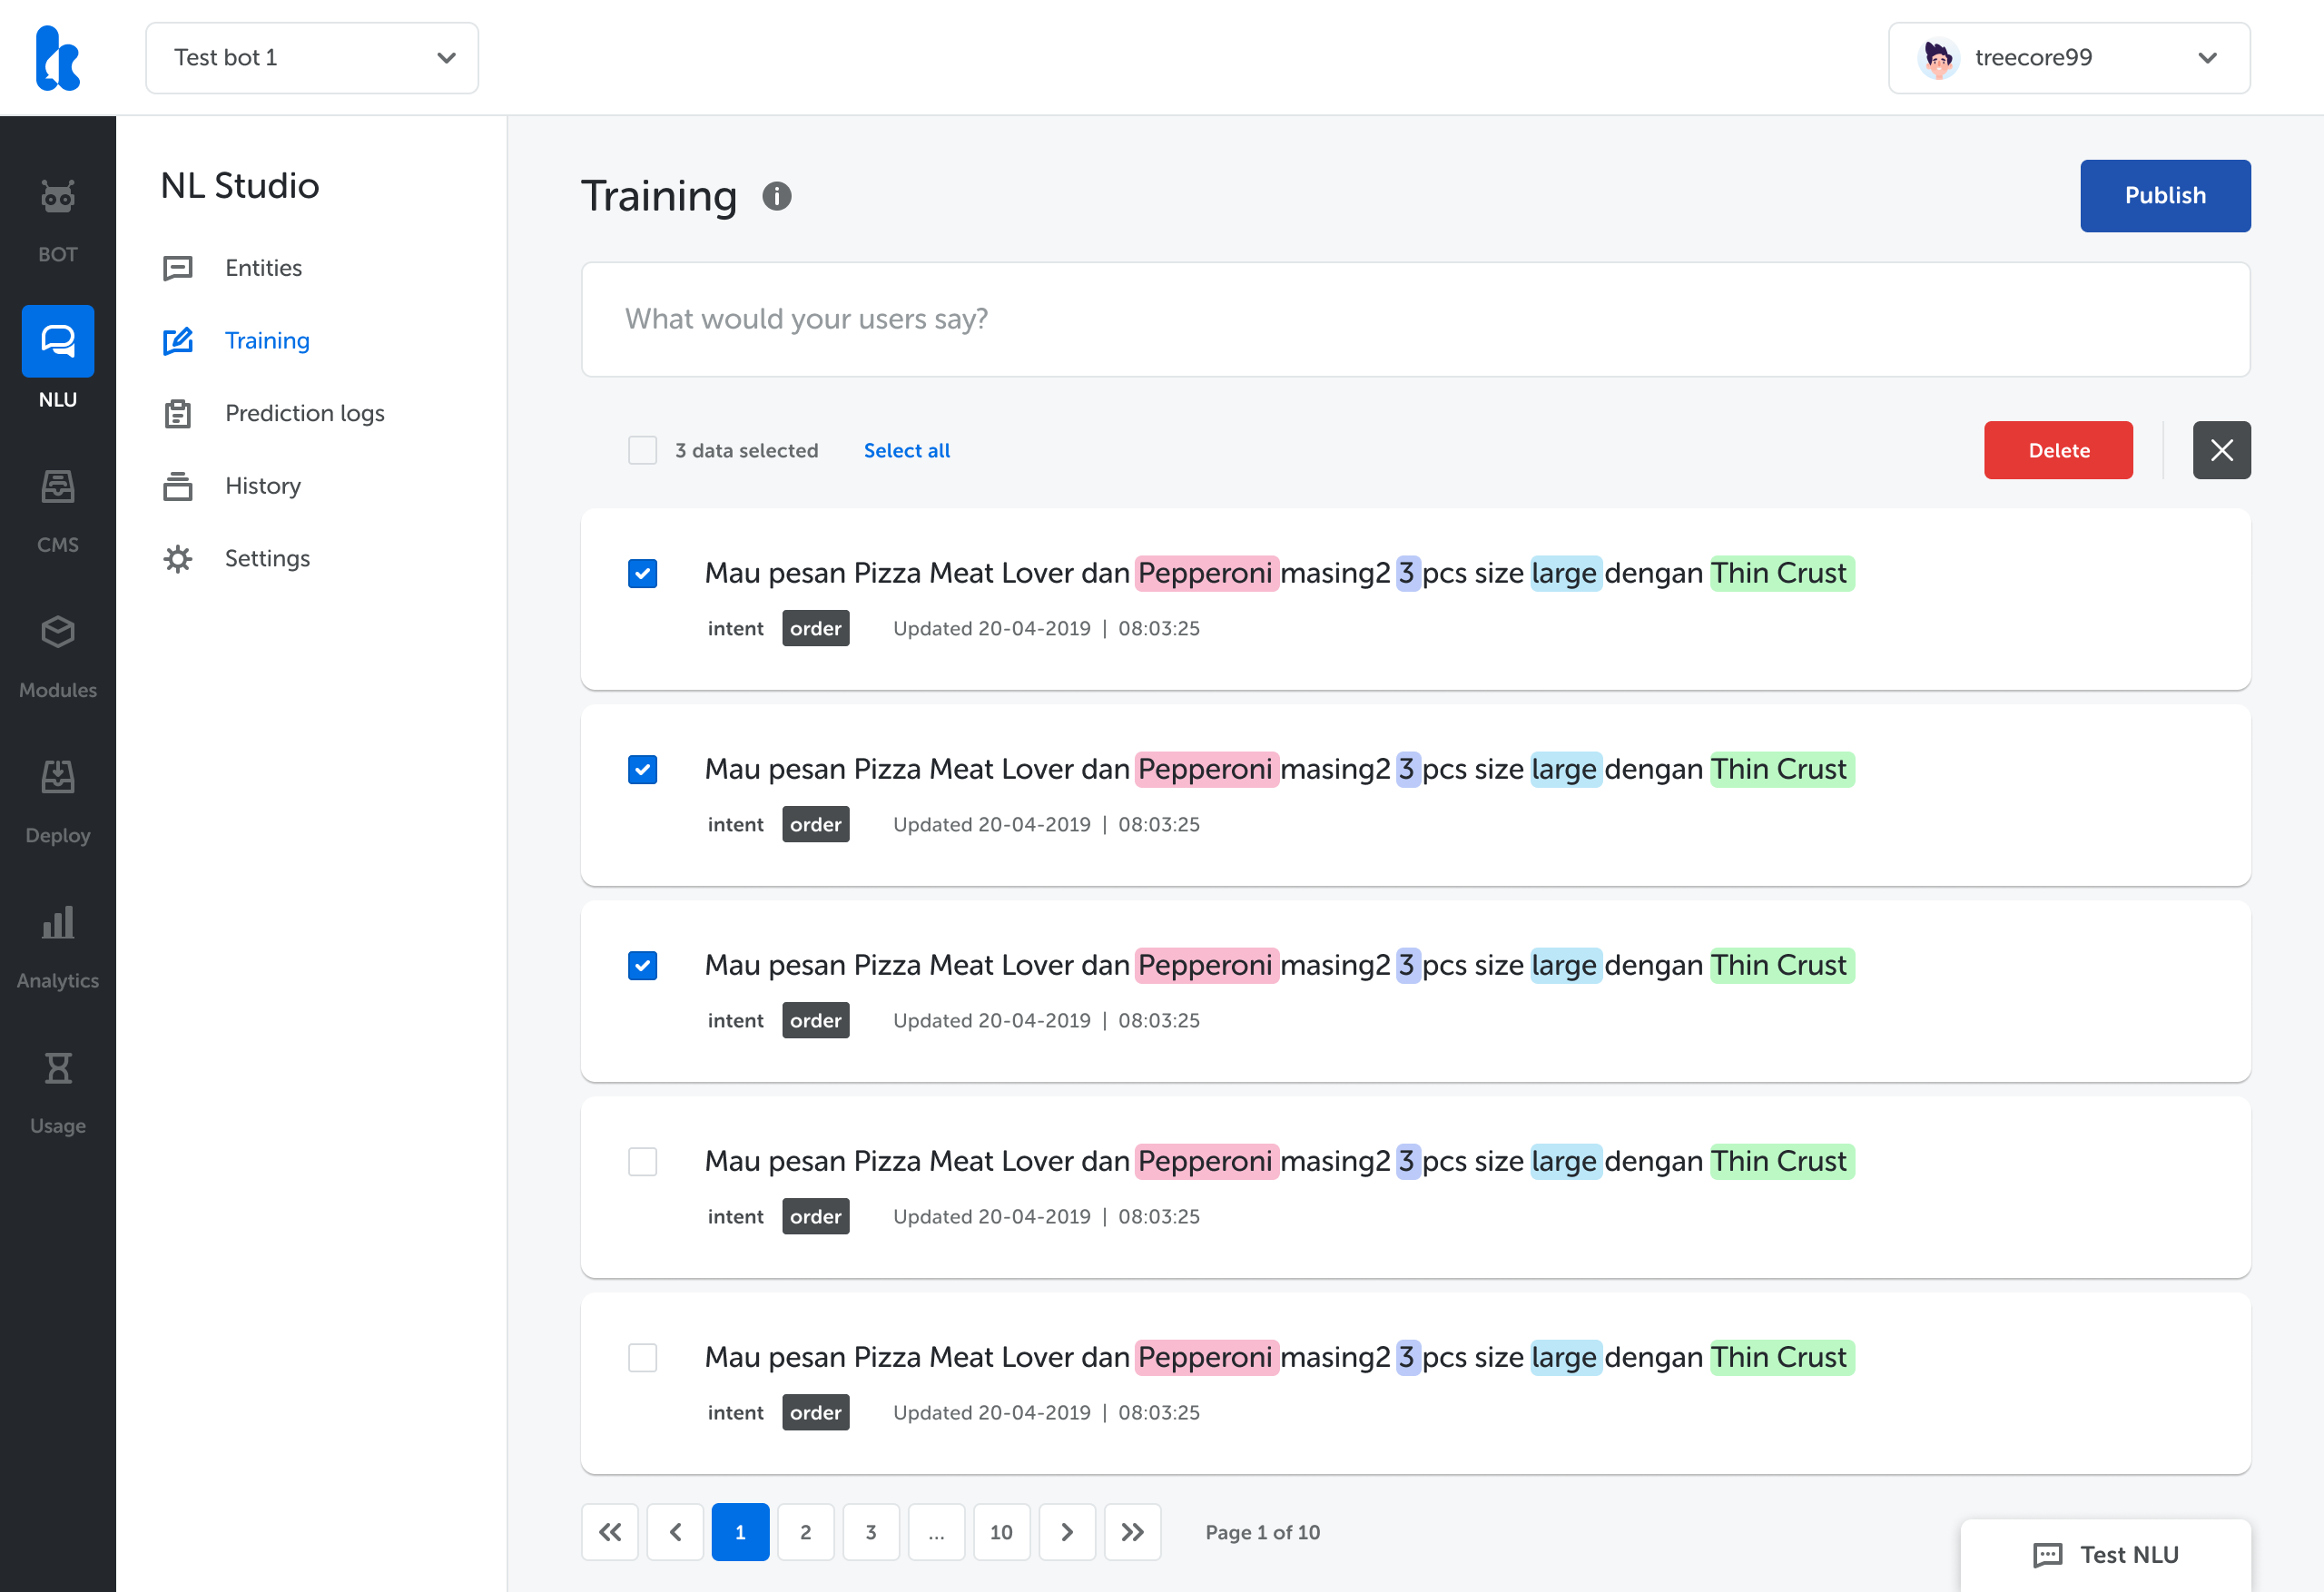 Test bot 1
treecore99
BOT
NLU
CMS
Modules
Deploy
Analytics
Usage
NL Studio
Entities
Training
Prediction logs
History
Settings
Training
Publish
What would your users say?
3 data selected Select all
Delete
Mau pesan Pizza Meat Lover dan Pepperoni masing2 3 pcs size large dengan Thin Crust
intent order Updated 20-04-2019 | 08:03:25
Mau pesan Pizza Meat Lover dan Pepperoni masing2 3 pcs size large dengan Thin Crust
intent order Updated 20-04-2019 | 08:03:25
Mau pesan Pizza Meat Lover dan Pepperoni masing2 3 pcs size large dengan Thin Crust
intent order Updated 20-04-2019 | 08:03:25
Mau pesan Pizza Meat Lover dan Pepperoni masing2 3 pcs size large dengan Thin Crust
intent order Updated 20-04-2019 | 08:03:25
Mau pesan Pizza Meat Lover dan Pepperoni masing2 3 pcs size large dengan Thin Crust
intent order Updated 20-04-2019 | 08:03:25
1 2 3 ... 10 Page 1 of 10
Test NLU